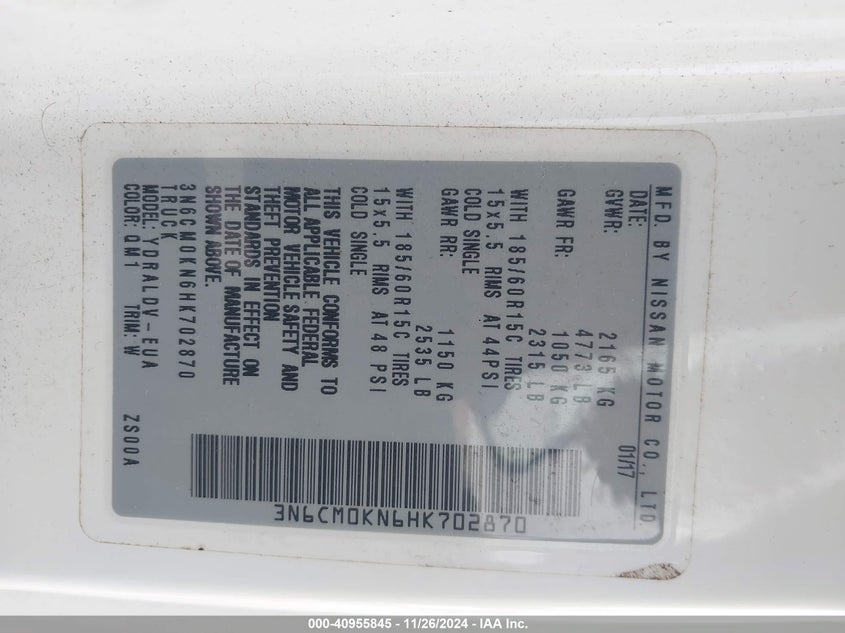 MFD. BY NISSAN MOTOR CO., LTD.
DATE: 01/17
GVWR: 2165 KG
4773 LB
GAWR FR: 1050 KG
2315 LB
WITH 185/60R15C TIRES
15x5.5 RIMS AT 44PSI
COLD SINGLE
GAWR RR: 1150 KG
2535 LB
WITH 185/60R15C TIRES
15x5.5 RIMS AT 48 PSI
COLD SINGLE
THIS VEHICLE CONFORMS TO
ALL APPLICABLE FEDERAL
MOTOR VEHICLE SAFETY AND
THEFT PREVENTION
STANDARDS IN EFFECT ON
THE DATE OF MANUFACTURE
SHOWN ABOVE.
3N6CM0KN6HK702870
TRUCK
MODEL: YDRALDV-EUA
COLOR: QM1 TRIM: W ZS00A
3N6CM0KN6HK702870
000-40955845 - 11/26/2024 - IAA Inc.